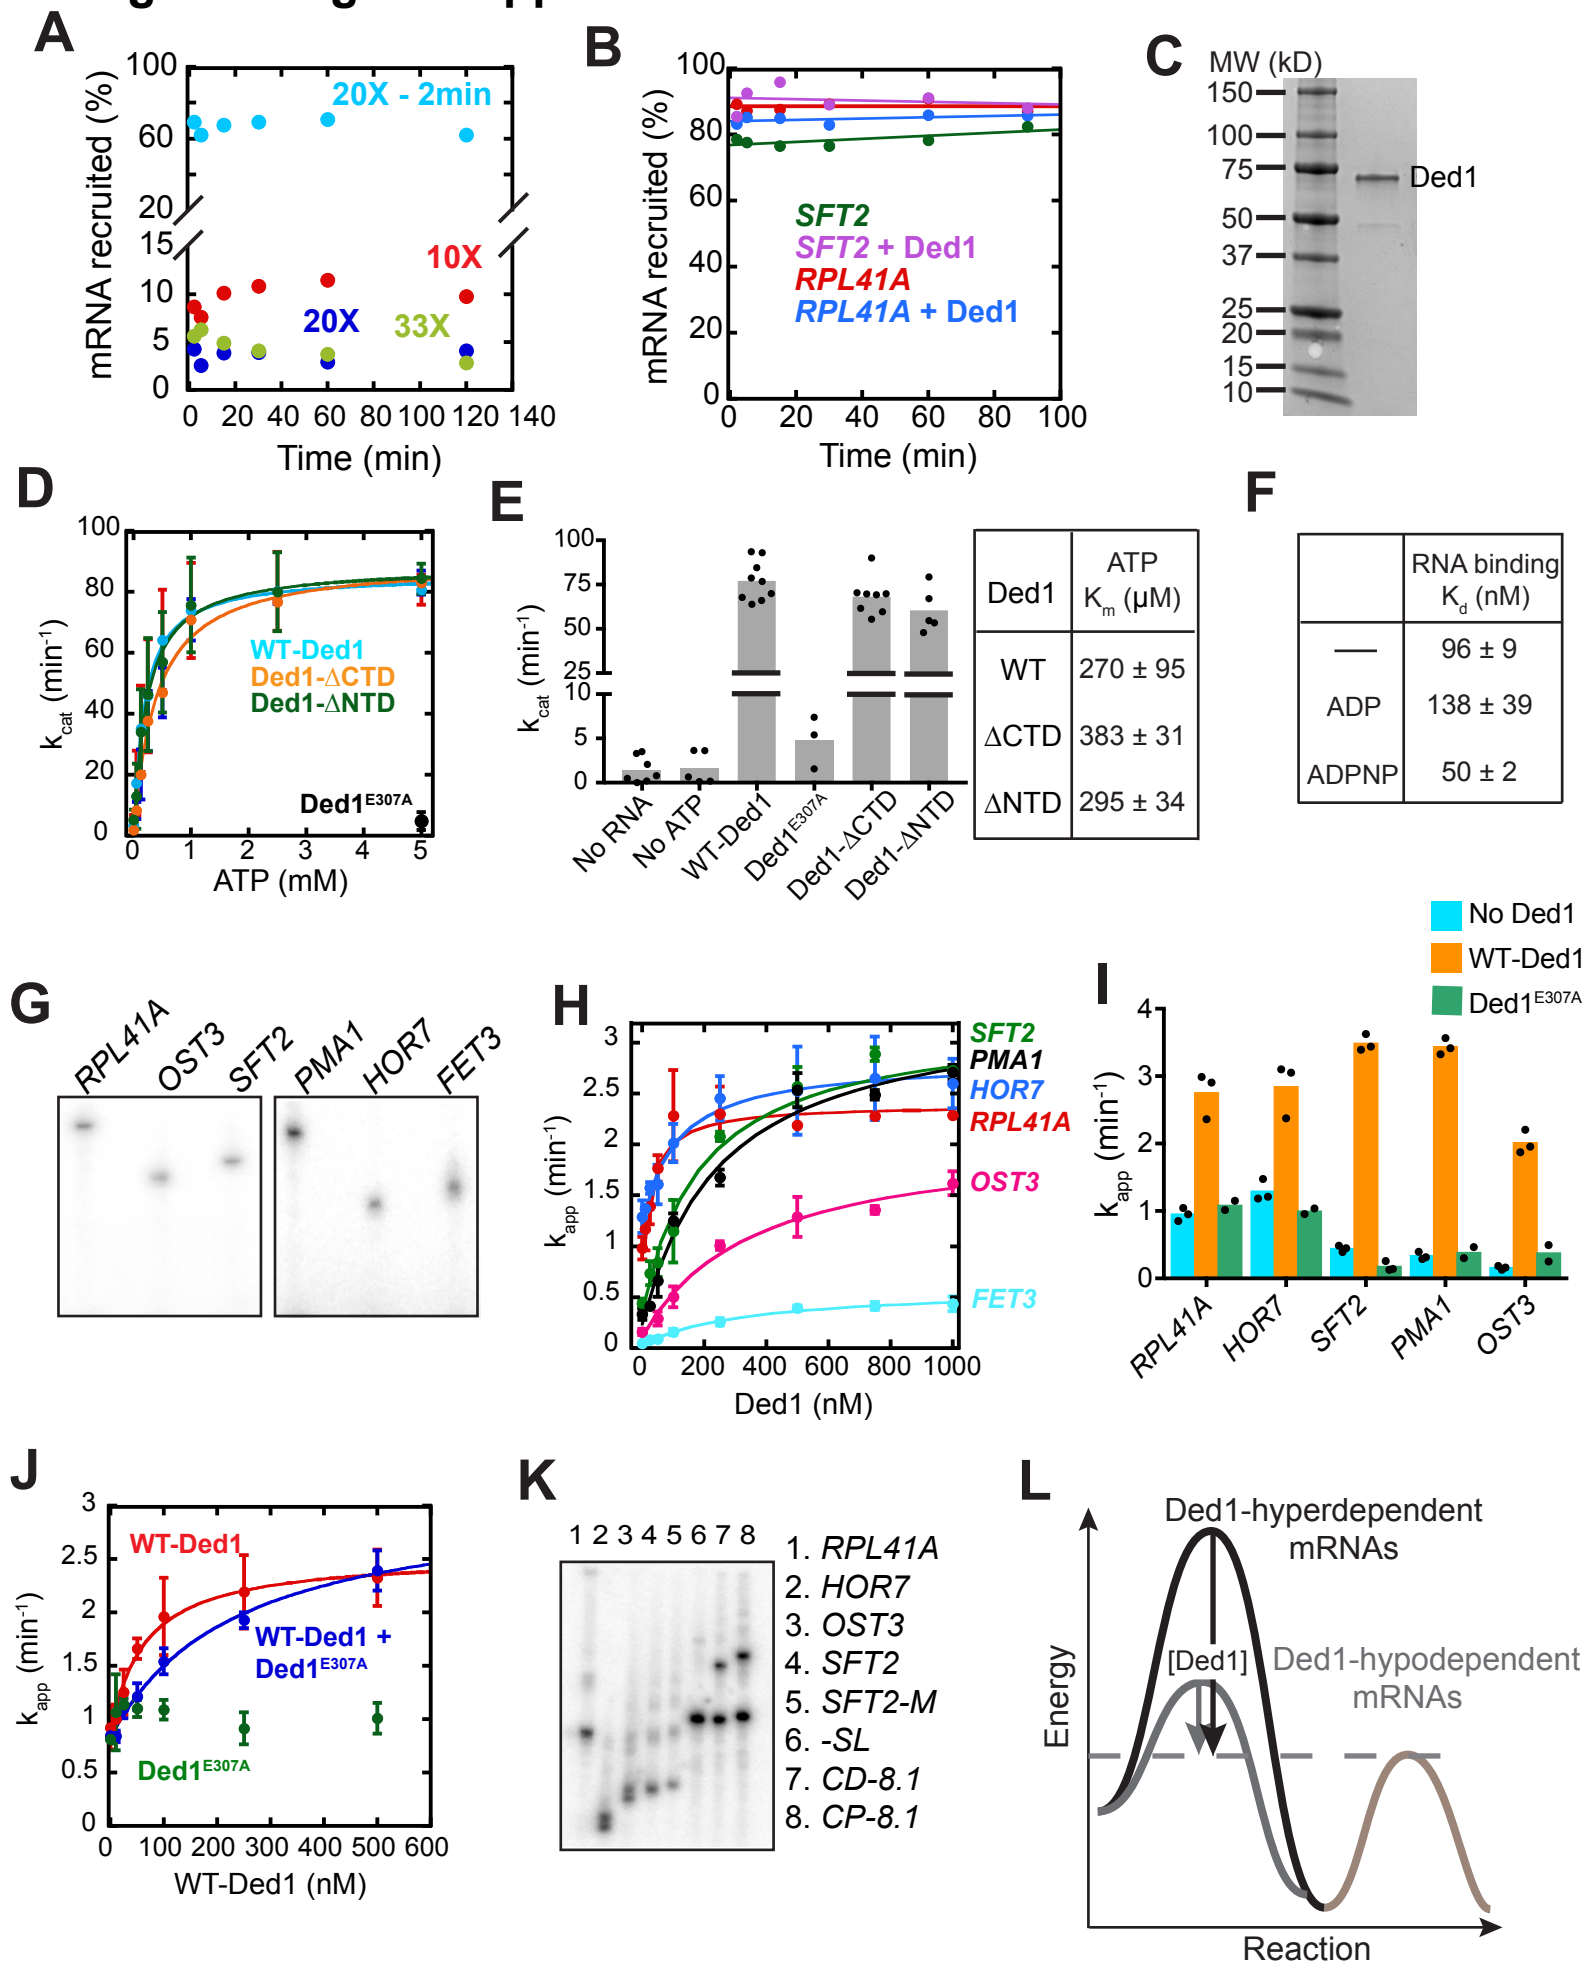 A
mRNA recruited (%)
100
60
20
15
10
5
0
20X - 2min
10X
20X
33X
0 20 40 60 80 100 120 140
Time (min)
B
mRNA recruited (%)
100
80
60
40
20
0
SFT2
SFT2 + Ded1
RPL41A
RPL41A + Ded1
0 20 40 60 80 100
Time (min)
C
MW (kD)
150
100
75
50
37
25
20
15
10
Ded1
D
kcat (min-1)
100
80
60
40
20
0
WT-Ded1
Ded1-ΔCTD
Ded1-ΔNTD
Ded1E307A
0 1 2 3 4 5
ATP (mM)
E
kcat (min-1)
100
75
50
25
10
5
0
No RNA
No ATP
WT-Ded1
Ded1E307A
Ded1-ΔCTD
Ded1-ΔNTD
Ded1
ATP
Km (µM)
WT 270 ± 95
ΔCTD 383 ± 31
ΔNTD 295 ± 34
F
RNA binding
Kd (nM)
— 96 ± 9
ADP 138 ± 39
ADPNP 50 ± 2
G
RPL41A
OST3
SFT2
PMA1
HOR7
FET3
H
kapp (min-1)
3
2.5
2
1.5
1
0.5
0
SFT2
PMA1
HOR7
RPL41A
OST3
FET3
0 200 400 600 800 1000
Ded1 (nM)
I
No Ded1
WT-Ded1
Ded1E307A
kapp (min-1)
4
3
2
1
0
RPL41A
HOR7
SFT2
PMA1
OST3
J
kapp (min-1)
3
2.5
2
1.5
1
0.5
0
WT-Ded1
WT-Ded1 +
Ded1E307A
Ded1E307A
0 100 200 300 400 500 600
WT-Ded1 (nM)
K
1 2 3 4 5 6 7 8
1. RPL41A
2. HOR7
3. OST3
4. SFT2
5. SFT2-M
6. -SL
7. CD-8.1
8. CP-8.1
L
Ded1-hyperdependent
mRNAs
[Ded1]
Ded1-hypodependent
mRNAs
Energy
Reaction